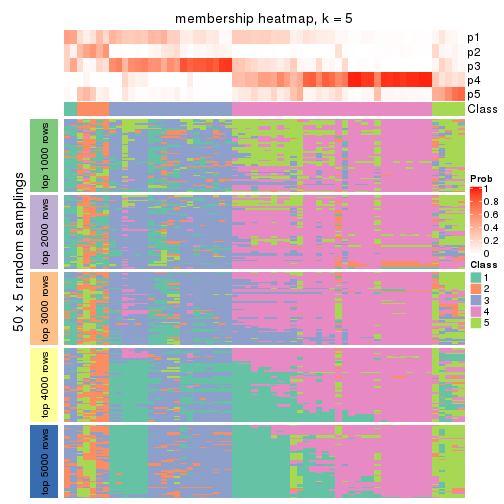 membership heatmap, k = 5
p1
p2
p3
p4
p5
Class
50 x 5 random samplings
top 1000 rows
top 2000 rows
top 3000 rows
top 4000 rows
top 5000 rows
Prob
1
0.8
0.6
0.4
0.2
0
Class
1
2
3
4
5